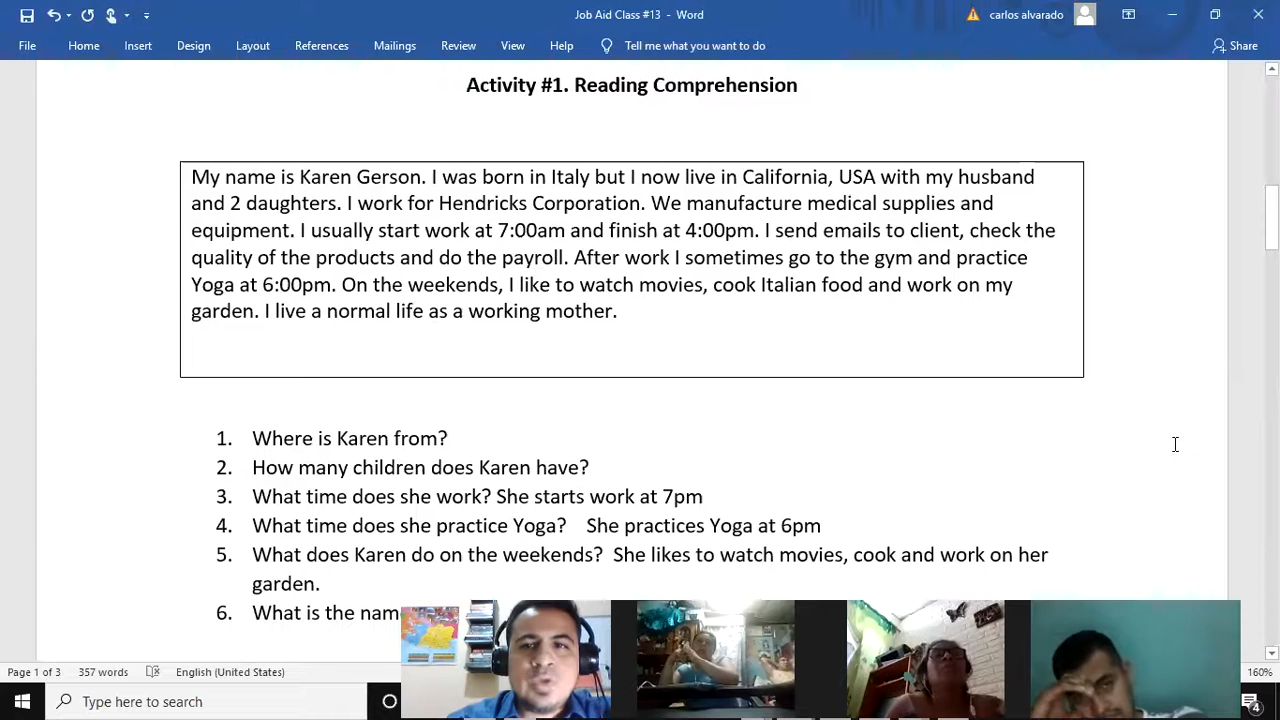 Job Aid Class #13 - Word
carlos alvarado
File Home Insert Design Layout References Mailings Review View Help Tell me what you want to do Share
Activity #1. Reading Comprehension
My name is Karen Gerson. I was born in Italy but I now live in California, USA with my husband
and 2 daughters. I work for Hendricks Corporation. We manufacture medical supplies and
equipment. I usually start work at 7:00am and finish at 4:00pm. I send emails to client, check the
quality of the products and do the payroll. After work I sometimes go to the gym and practice
Yoga at 6:00pm. On the weekends, I like to watch movies, cook Italian food and work on my
garden. I live a normal life as a working mother.
1. Where is Karen from?
2. How many children does Karen have?
3. What time does she work? She starts work at 7pm
4. What time does she practice Yoga? She practices Yoga at 6pm
5. What does Karen do on the weekends? She likes to watch movies, cook and work on her
garden.
6. What is the nam
Page 1 of 3 357 words English (United States) 160%
Type here to search
4